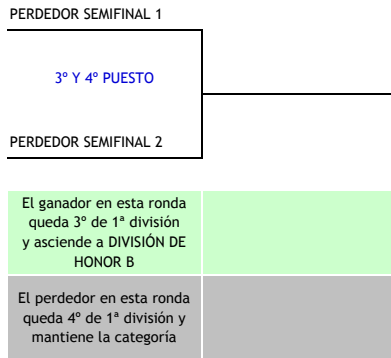 PERDEDOR SEMIFINAL 1
3º Y 4º PUESTO
PERDEDOR SEMIFINAL 2
El ganador en esta ronda
queda 3º de 1ª división
y asciende a DIVISIÓN DE
HONOR B
El perdedor en esta ronda
queda 4º de 1ª división y
mantiene la categoría